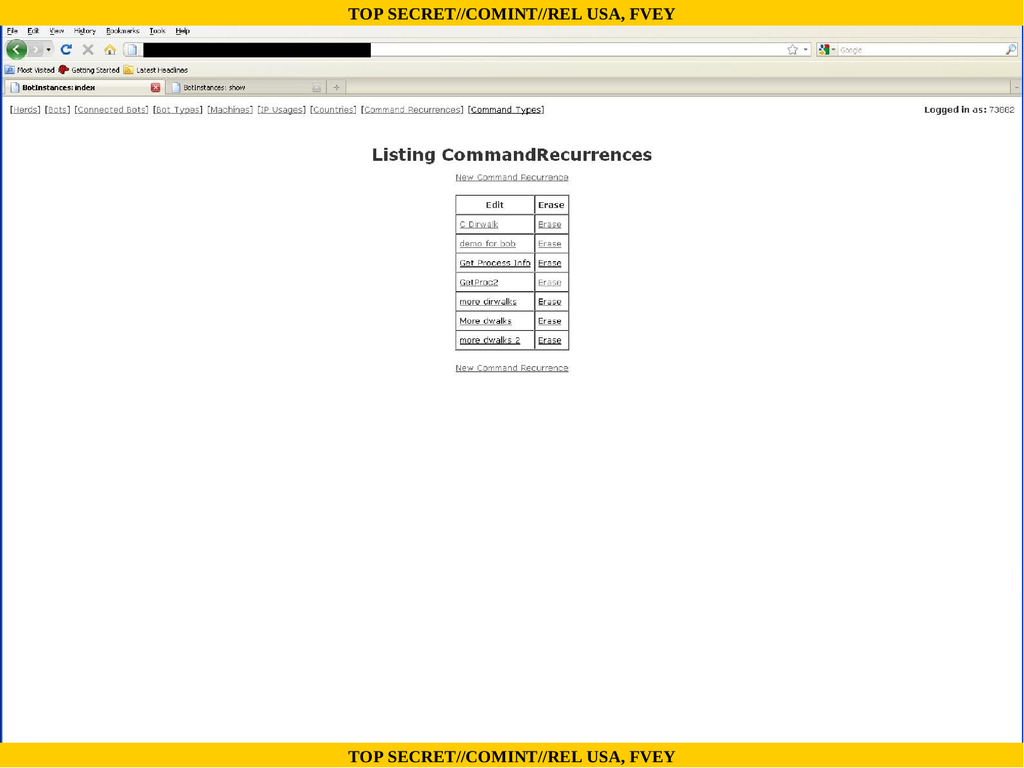 TOP SECRET//COMINT//REL USA, FVEY
File Edit View History Bookmarks Tools Help
Google
Most Visited Getting Started Latest Headlines
BotInstances: index BotInstances: show
[Herds] [Bots] [Connected Bots] [Bot Types] [Machines] [IP Usages] [Countries] [Command Recurrences] [Command Types] Logged in as: 73862
Listing CommandRecurrences
New Command Recurrence
Edit Erase
C Dirwalk Erase
demo for bob Erase
Get Process Info Erase
GetProc2 Erase
more dirwalks Erase
More dwalks Erase
more dwalks 2 Erase
New Command Recurrence
TOP SECRET//COMINT//REL USA, FVEY